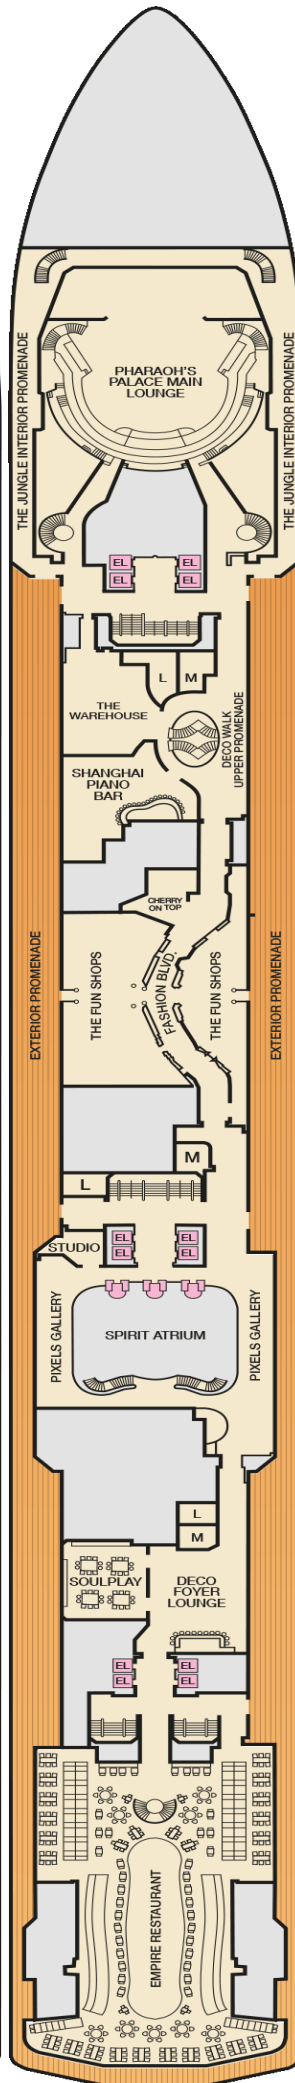 THE JUNGLE INTERIOR PROMENADE
PHARAOH'S
PALACE MAIN
LOUNGE
THE JUNGLE INTERIOR PROMENADE
EL
EL
EL
EL
L
M
THE
WAREHOUSE
DECO WALK
UPPER PROMENADE
SHANGHAI
PIANO
BAR
CHERRY
ON TOP
EXTERIOR PROMENADE
THE FUN SHOPS
FASHION BLVD.
THE FUN SHOPS
EXTERIOR PROMENADE
M
L
EL
EL
EL
EL
STUDIO
PIXELS GALLERY
SPIRIT ATRIUM
PIXELS GALLERY
L
M
SOULPLAY
DECO
FOYER
LOUNGE
EL
EL
EL
EL
EMPIRE RESTAURANT